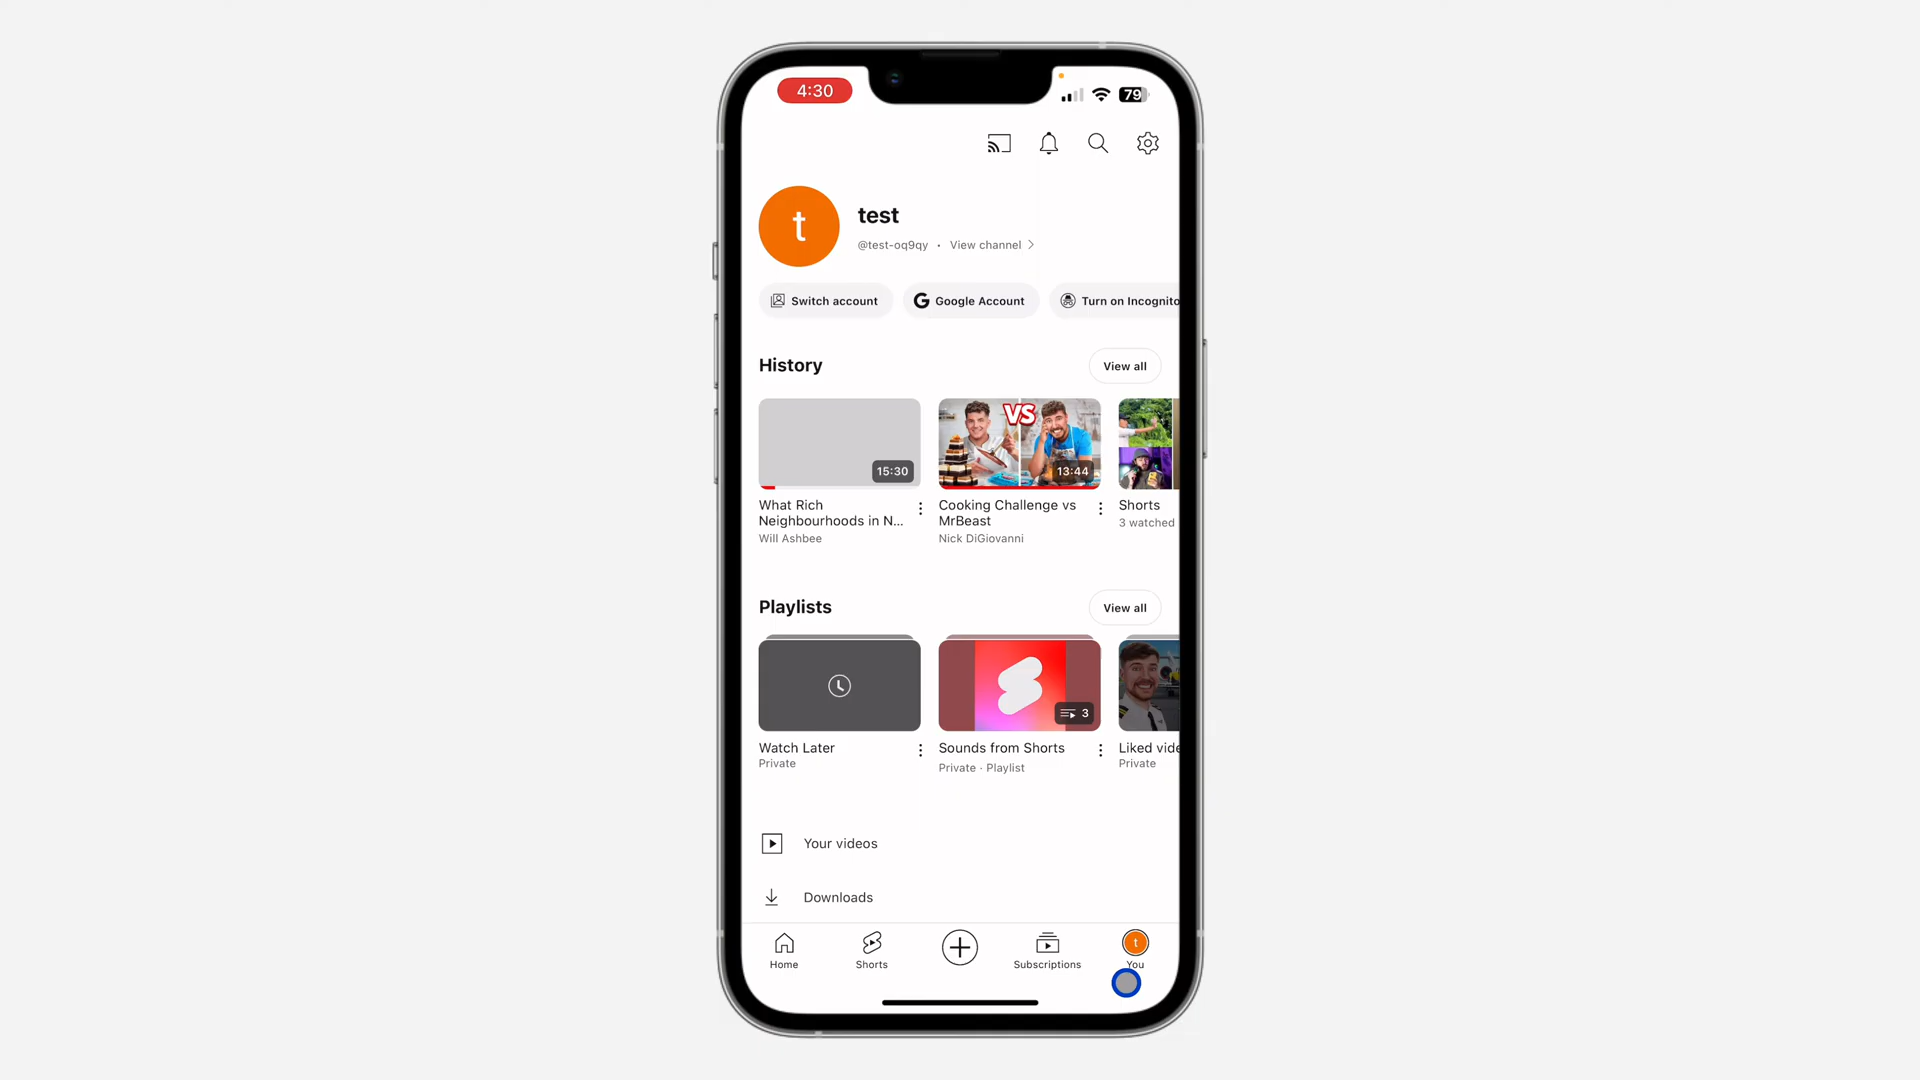 4:30
79
t
test
@test-oq9qy • View channel
Switch account
Google Account
Turn on Incognito
History
View all
15:30
VS
13:44
What Rich
Neighbourhoods in N...
Will Ashbee
Cooking Challenge vs
MrBeast
Nick DiGiovanni
Shorts
3 watched
Playlists
View all
3
Watch Later
Private
Sounds from Shorts
Private · Playlist
Liked vide
Private
Your videos
Downloads
Home
Shorts
Subscriptions
t
You